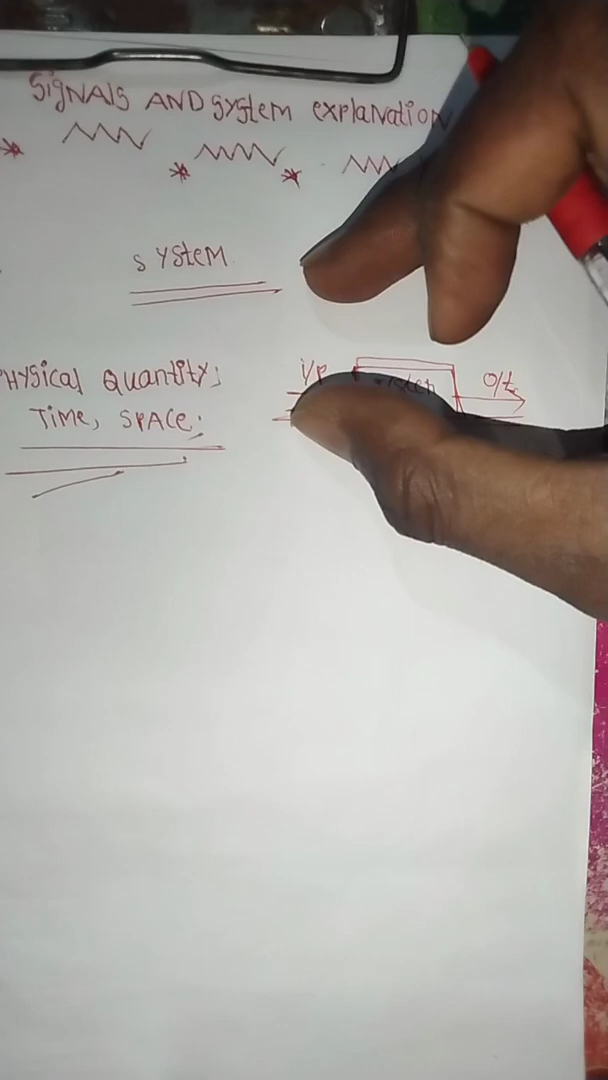 SigNAls AND system explanation
system
PHYSical Quantity,
i/p
o/t
Time, SPACe.